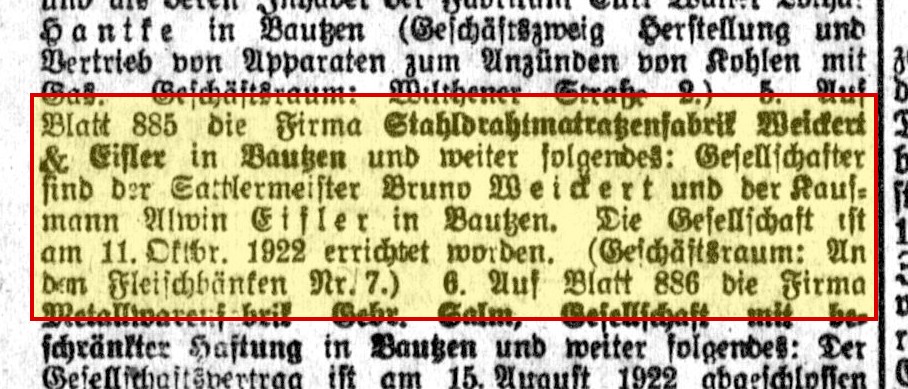 und als deren Inhaber der
Hantke in Bautzen (Geschäftszweig Herstellung und
Vertrieb von Apparaten zum Anzünden von Kohlen mit
Gas. Geschäftsraum: Wilthener Straße 2.) 5. Auf
Blatt 885 die Firma Stahldrahtmatratzenfabrik Weickert
& Eisler in Bautzen und weiter folgendes: Gesellschafter
sind der Sattlermeister Bruno Weickert und der Kauf-
mann Alwin Eisler in Bautzen. Die Gesellschaft ist
am 11. Oktbr. 1922 errichtet worden. (Geschäftsraum: An
den Fleischbänken Nr. 7.) 6. Auf Blatt 886 die Firma
Metallwarenfabrik Gebr. Salm, Gesellschaft mit be-
schränkter Haftung in Bautzen und weiter folgendes: Der
Gesellschaftsvertrag ist am 15. August 1922 abgeschlossen